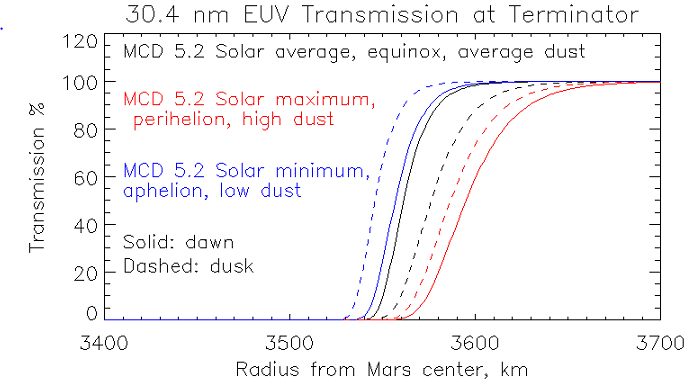 30.4 nm EUV Transmission at Terminator
120
100
80
60
40
20
0
Transmission %
MCD 5.2 Solar average, equinox, average dust
MCD 5.2 Solar maximum,
perihelion, high dust
MCD 5.2 Solar minimum,
aphelion, low dust
Solid: dawn
Dashed: dusk
3400 3500 3600 3700
Radius from Mars center, km